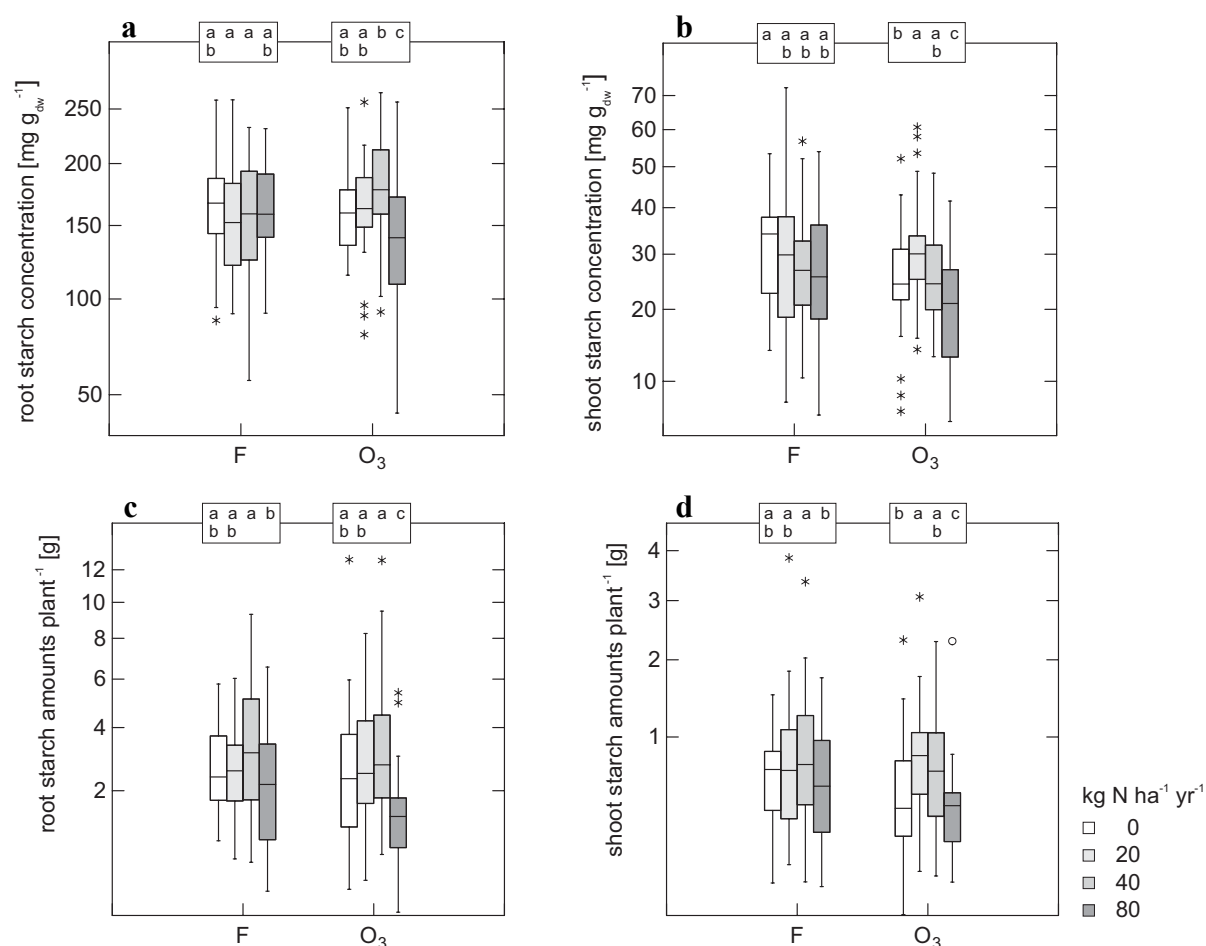 a
a a a a
b b
a a b c
b b
root starch concentration [mg g_dw^-1]
250
200
150
100
50
F O₃
b
a a a a
b b b
b a a c
b
shoot starch concentration [mg g_dw^-1]
70
60
50
40
30
20
10
F O₃
c
a a a b
b b
a a a c
b b
root starch amounts plant⁻¹ [g]
12
10
8
6
4
2
F O₃
d
a a a b
b b
b a a c
b
shoot starch amounts plant⁻¹ [g]
4
3
2
1
F O₃
kg N ha⁻¹ yr⁻¹
0
20
40
80